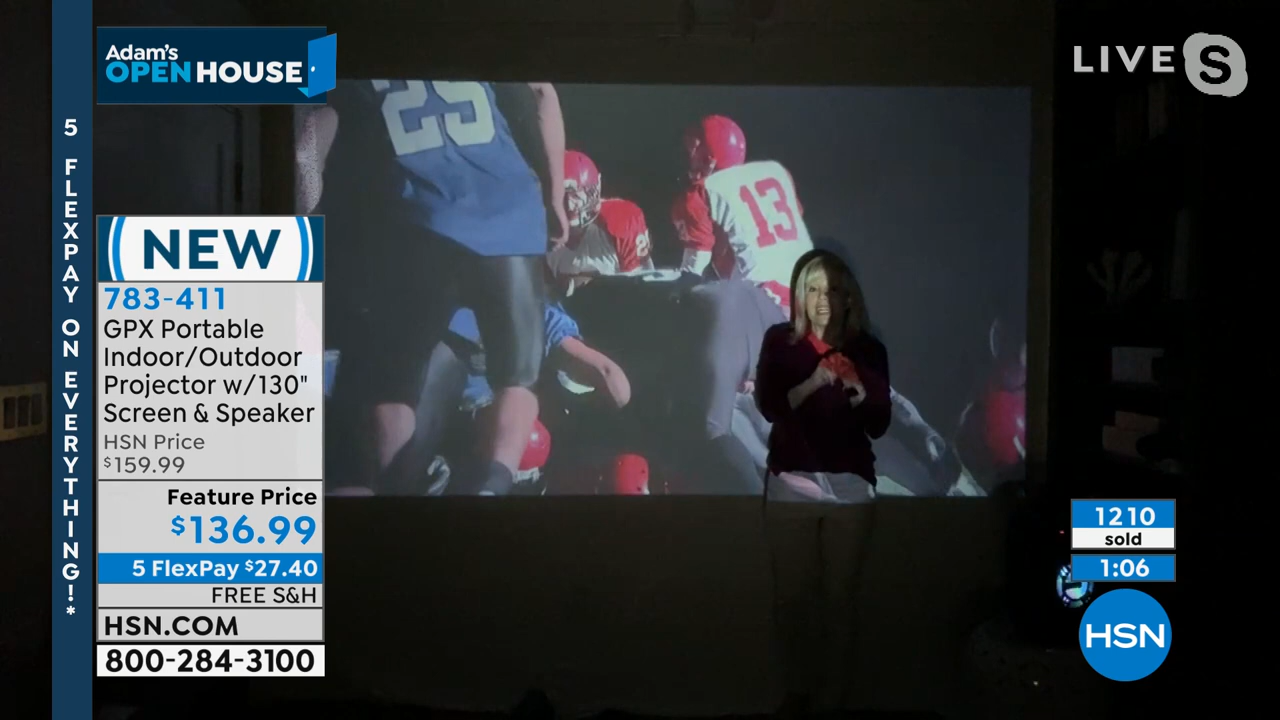 Adam's
OPEN HOUSE
LIVE S
5 FLEXPAY ON EVERYTHING!*
NEW
783-411
GPX Portable
Indoor/Outdoor
Projector w/130"
Screen & Speaker
HSN Price
$159.99
Feature Price
$136.99
5 FlexPay $27.40
FREE S&H
HSN.COM
800-284-3100
25
13
1210
sold
1:06
HSN